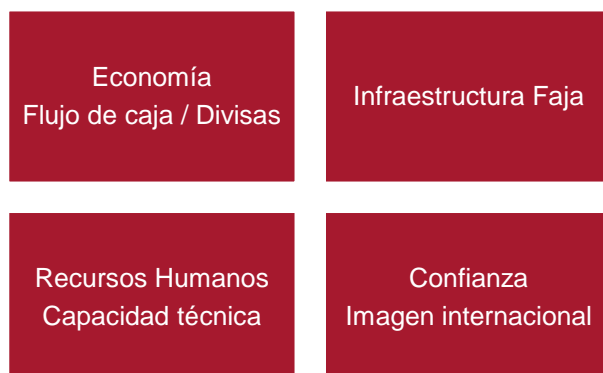 Economía
Flujo de caja / Divisas
Infraestructura Faja
Recursos Humanos
Capacidad técnica
Confianza
Imagen internacional